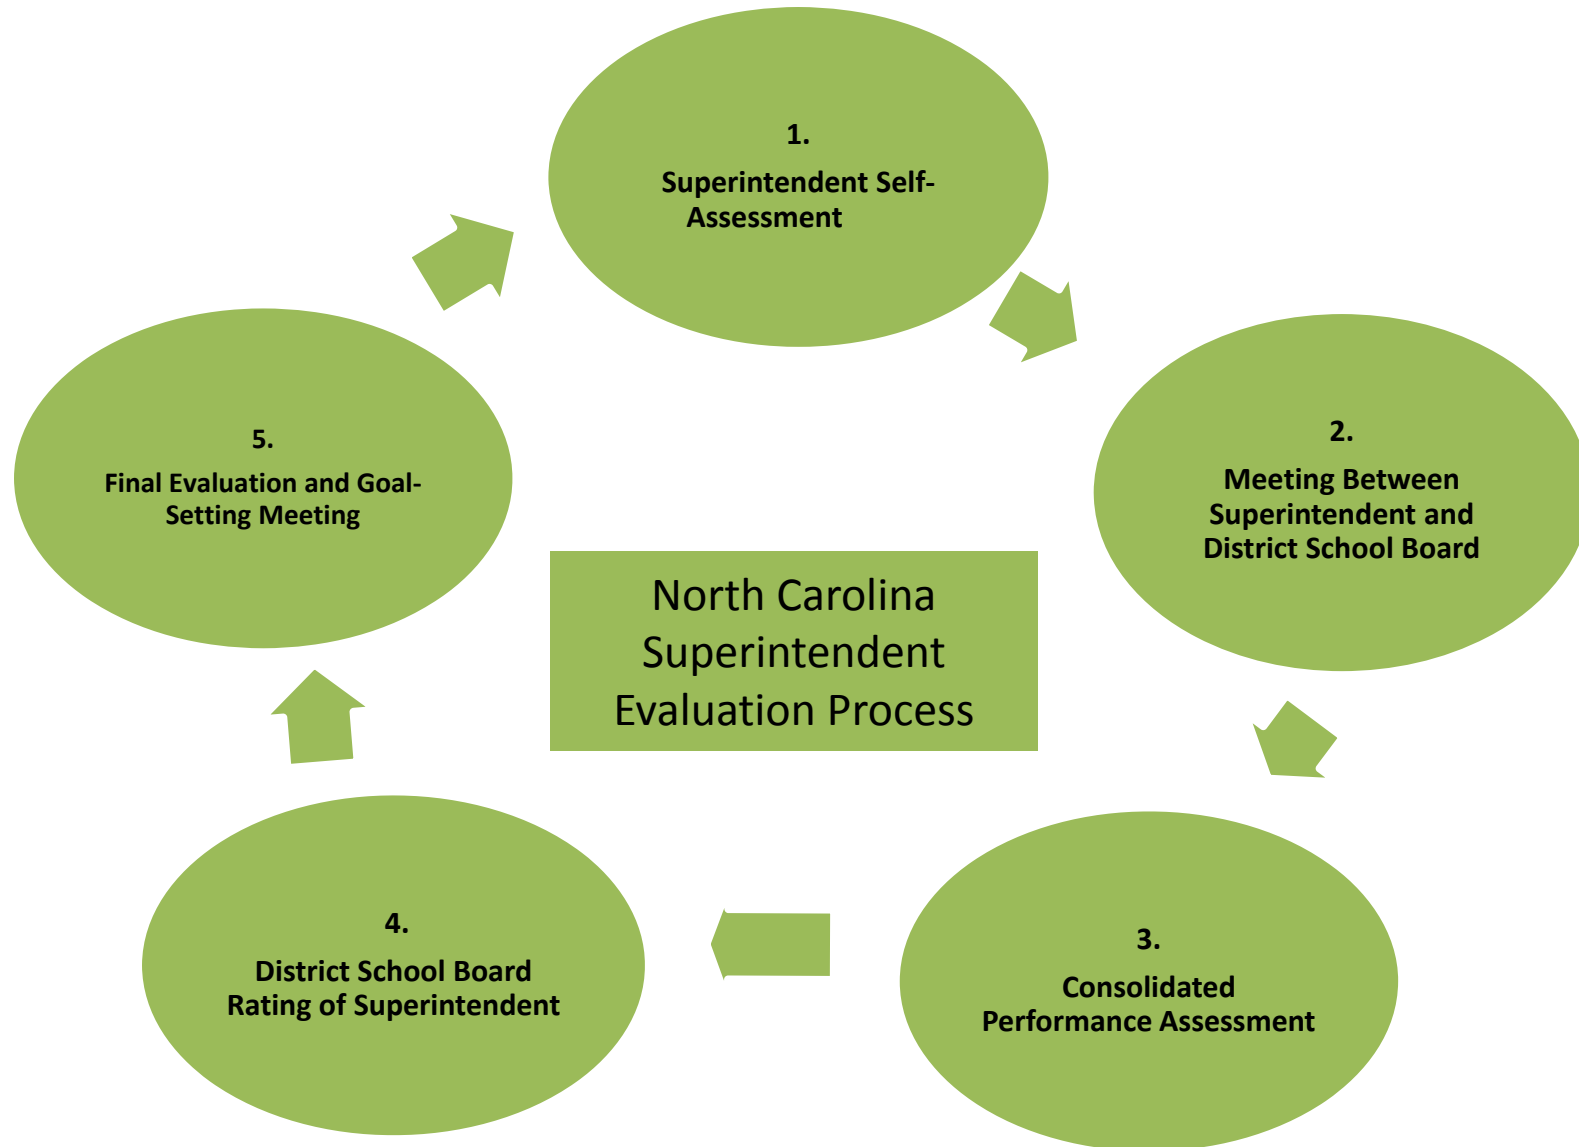 1.
Superintendent Self-
Assessment
2.
Meeting Between
Superintendent and
District School Board
3.
Consolidated
Performance Assessment
4.
District School Board
Rating of Superintendent
5.
Final Evaluation and Goal-
Setting Meeting
North Carolina
Superintendent
Evaluation Process